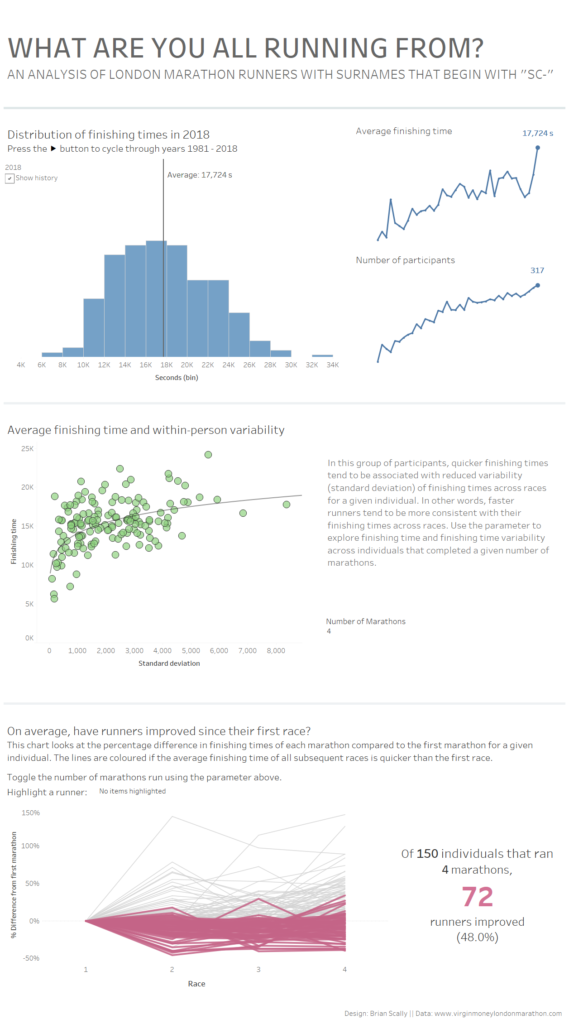 WHAT ARE YOU ALL RUNNING FROM?
AN ANALYSIS OF LONDON MARATHON RUNNERS WITH SURNAMES THAT BEGIN WITH "SC-"
Distribution of finishing times in 2018
Press the ▶ button to cycle through years 1981 - 2018
2018
Show history
Average: 17,724 s
4K 6K 8K 10K 12K 14K 16K 18K 20K 22K 24K 26K 28K 30K 32K 34K
Seconds (bin)
Average finishing time
17,724 s
Number of participants
317
Average finishing time and within-person variability
25K
20K
15K
10K
5K
0K
Finishing time
0 1,000 2,000 3,000 4,000 5,000 6,000 7,000 8,000
Standard deviation
In this group of participants, quicker finishing times
tend to be associated with reduced variability
(standard deviation) of finishing times across races
for a given individual. In other words, faster
runners tend to be more consistent with their
finishing times across races. Use the parameter to
explore finishing time and finishing time variability
across individuals that completed a given number of
marathons.
Number of Marathons
4
On average, have runners improved since their first race?
This chart looks at the percentage difference in finishing times of each marathon compared to the first marathon for a given
individual. The lines are coloured if the average finishing time of all subsequent races is quicker than the first race.
Toggle the number of marathons run using the parameter above.
Highlight a runner: No items highlighted
150%
100%
50%
0%
-50%
% Difference from first marathon
1 2 3 4
Race
Of 150 individuals that ran
4 marathons,
72
runners improved
(48.0%)
Design: Brian Scally || Data: www.virginmoneylondonmarathon.com